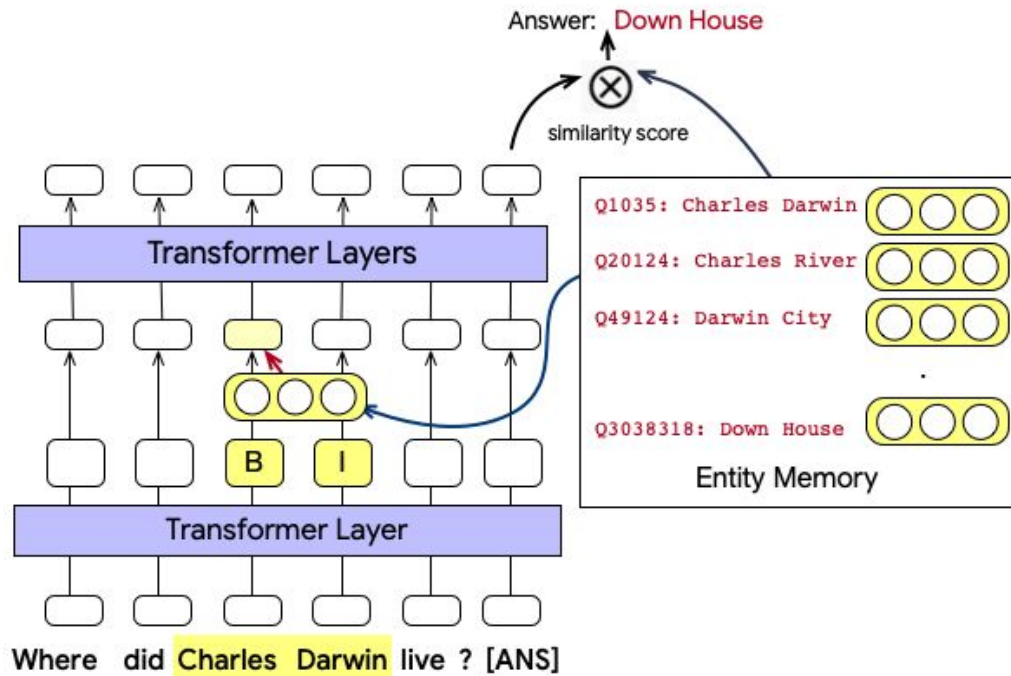 Answer: Down House
similarity score
Q1035: Charles Darwin
Transformer Layers
Q20124: Charles River
Q49124: Darwin City
.
Q3038318: Down House
B I
Entity Memory
Transformer Layer
Where did Charles Darwin live ? [ANS]